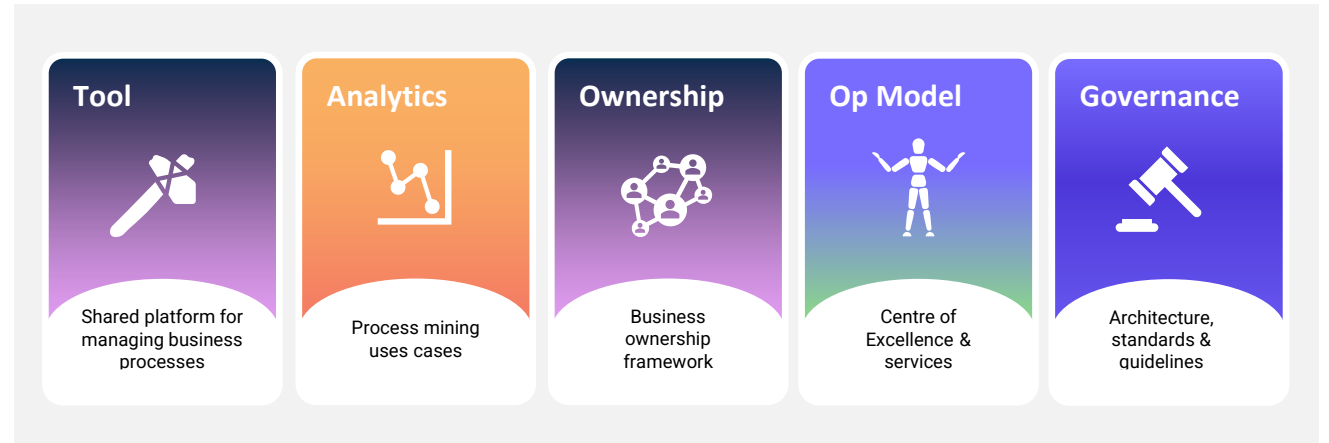 Tool
Shared platform for
managing business
processes
Analytics
Process mining
uses cases
Ownership
Business
ownership
framework
Op Model
Centre of
Excellence &
services
Governance
Architecture,
standards &
guidelines